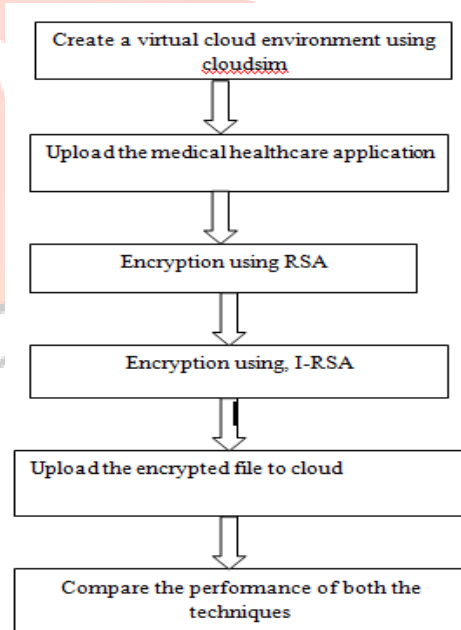 Create a virtual cloud environment using
cloudsim
Upload the medical healthcare application
Encryption using RSA
Encryption using, I-RSA
Upload the encrypted file to cloud
Compare the performance of both the
techniques